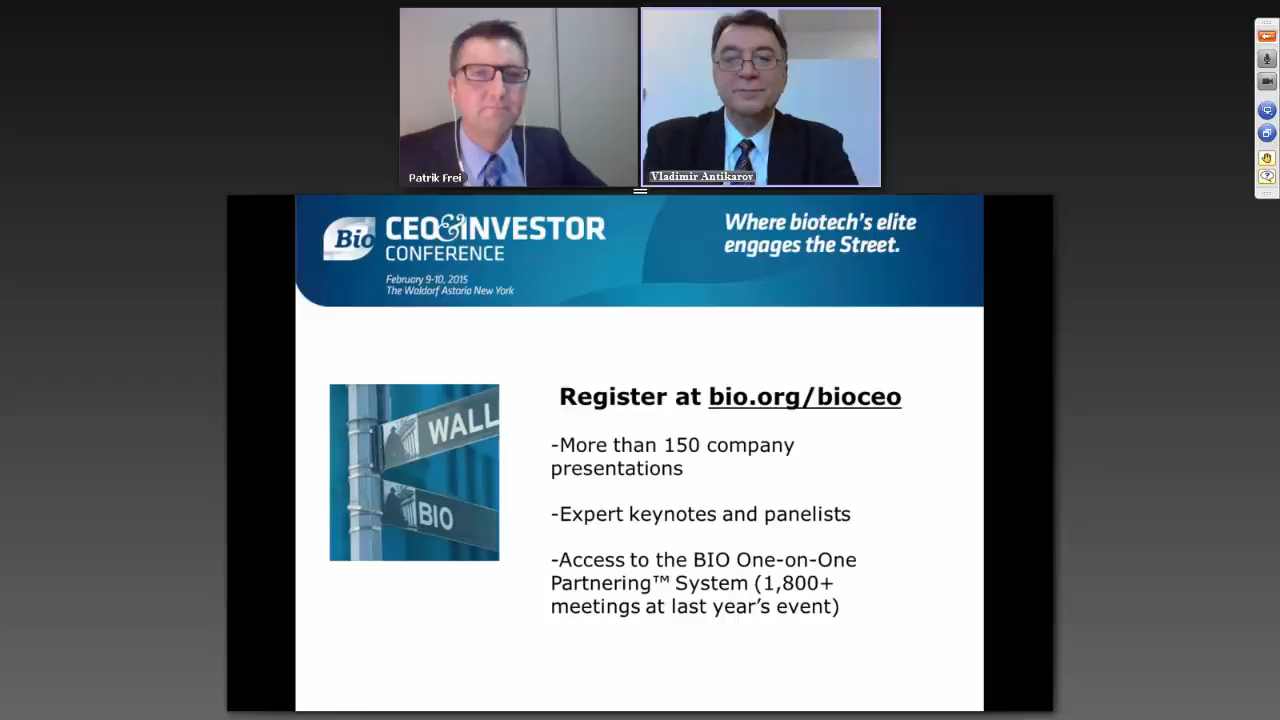 Patrik Frei
Vladimir Antikarov
Bio
CEO&INVESTOR
CONFERENCE
February 9-10, 2015
The Waldorf Astoria New York
Where biotech's elite
engages the Street.
WALL
BIO
Register at bio.org/bioceo
-More than 150 company
presentations
-Expert keynotes and panelists
-Access to the BIO One-on-One
Partnering™ System (1,800+
meetings at last year's event)